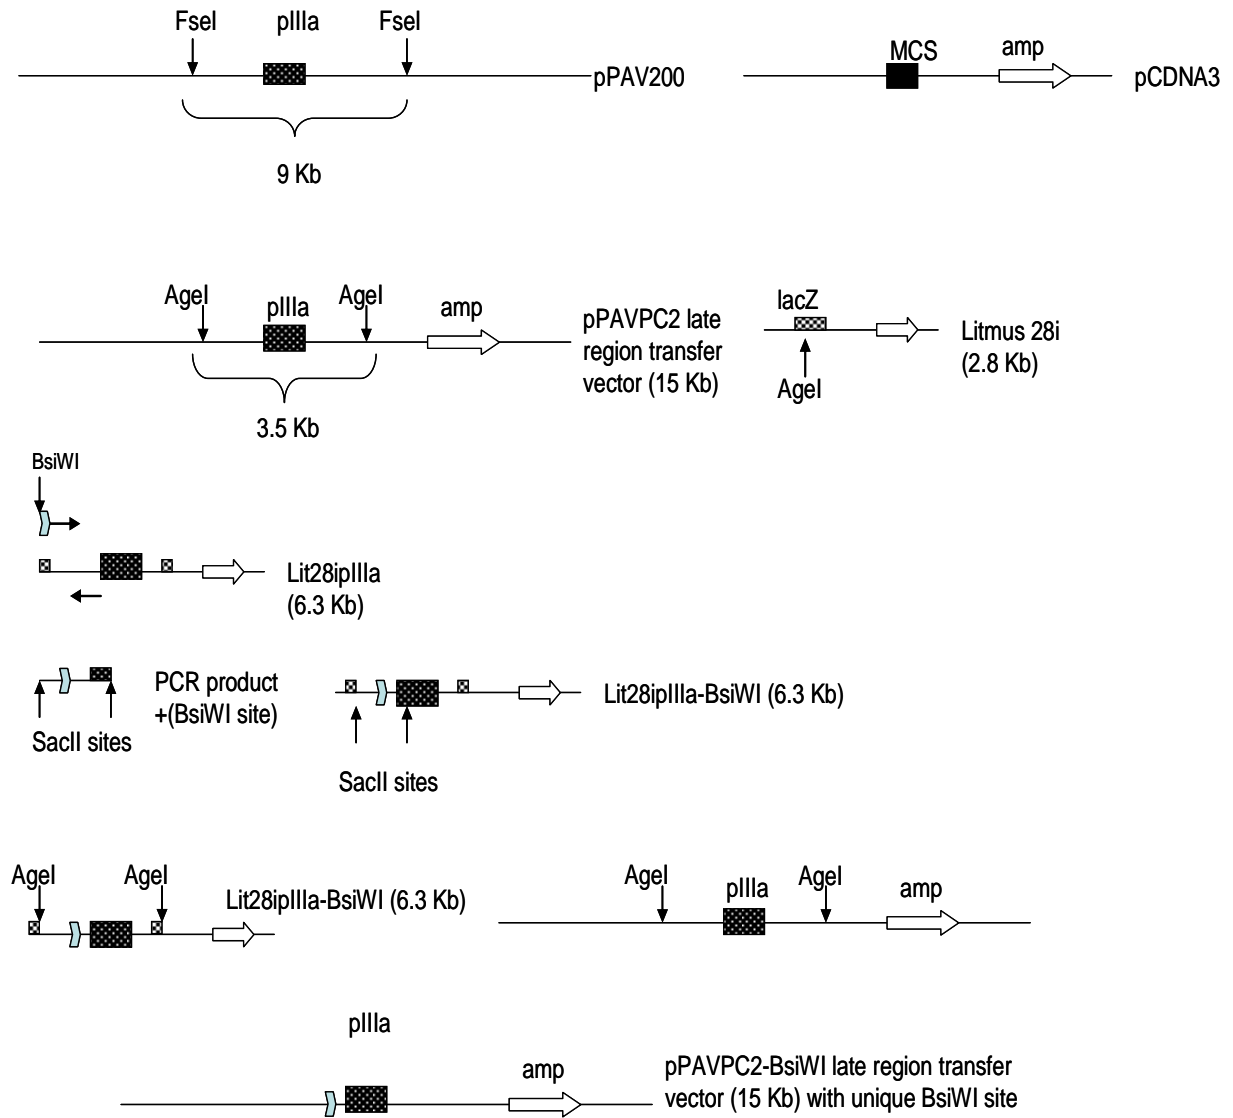 FseI
pIIIa
FseI
pPAV200
9 Kb
MCS
amp
pCDNA3
AgeI
pIIIa
AgeI
amp
pPAVPC2 late
region transfer
vector (15 Kb)
3.5 Kb
lacZ
AgeI
Litmus 28i
(2.8 Kb)
BsiWI
Lit28ipIIIa
(6.3 Kb)
PCR product
+(BsiWI site)
SacII sites
Lit28ipIIIa-BsiWI (6.3 Kb)
SacII sites
AgeI
AgeI
Lit28ipIIIa-BsiWI (6.3 Kb)
AgeI
pIIIa
AgeI
amp
pIIIa
amp
pPAVPC2-BsiWI late region transfer
vector (15 Kb) with unique BsiWI site